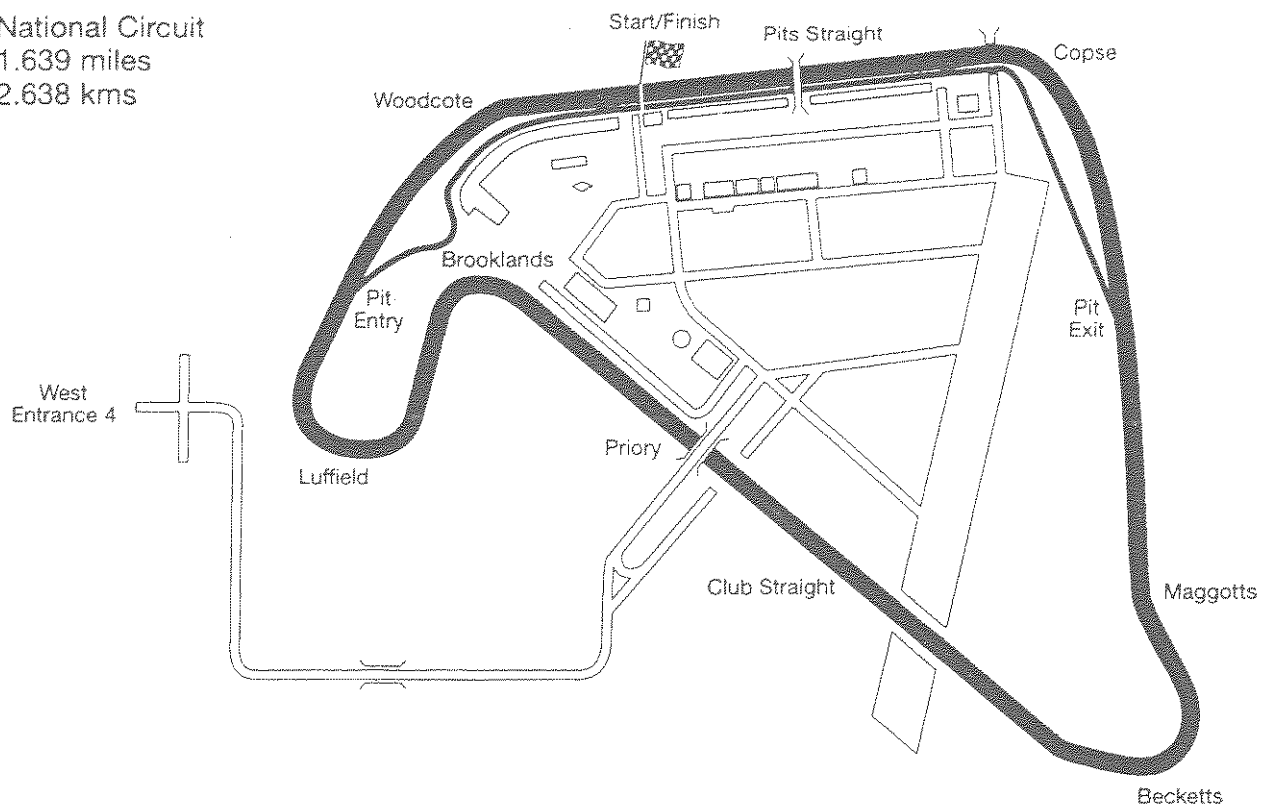 National Circuit
1.639 miles
2.638 kms
Start/Finish
Pits Straight
Copse
Woodcote
Brooklands
Pit
Entry
Pit
Exit
West
Entrance 4
Priory
Luffield
Club Straight
Maggotts
Becketts